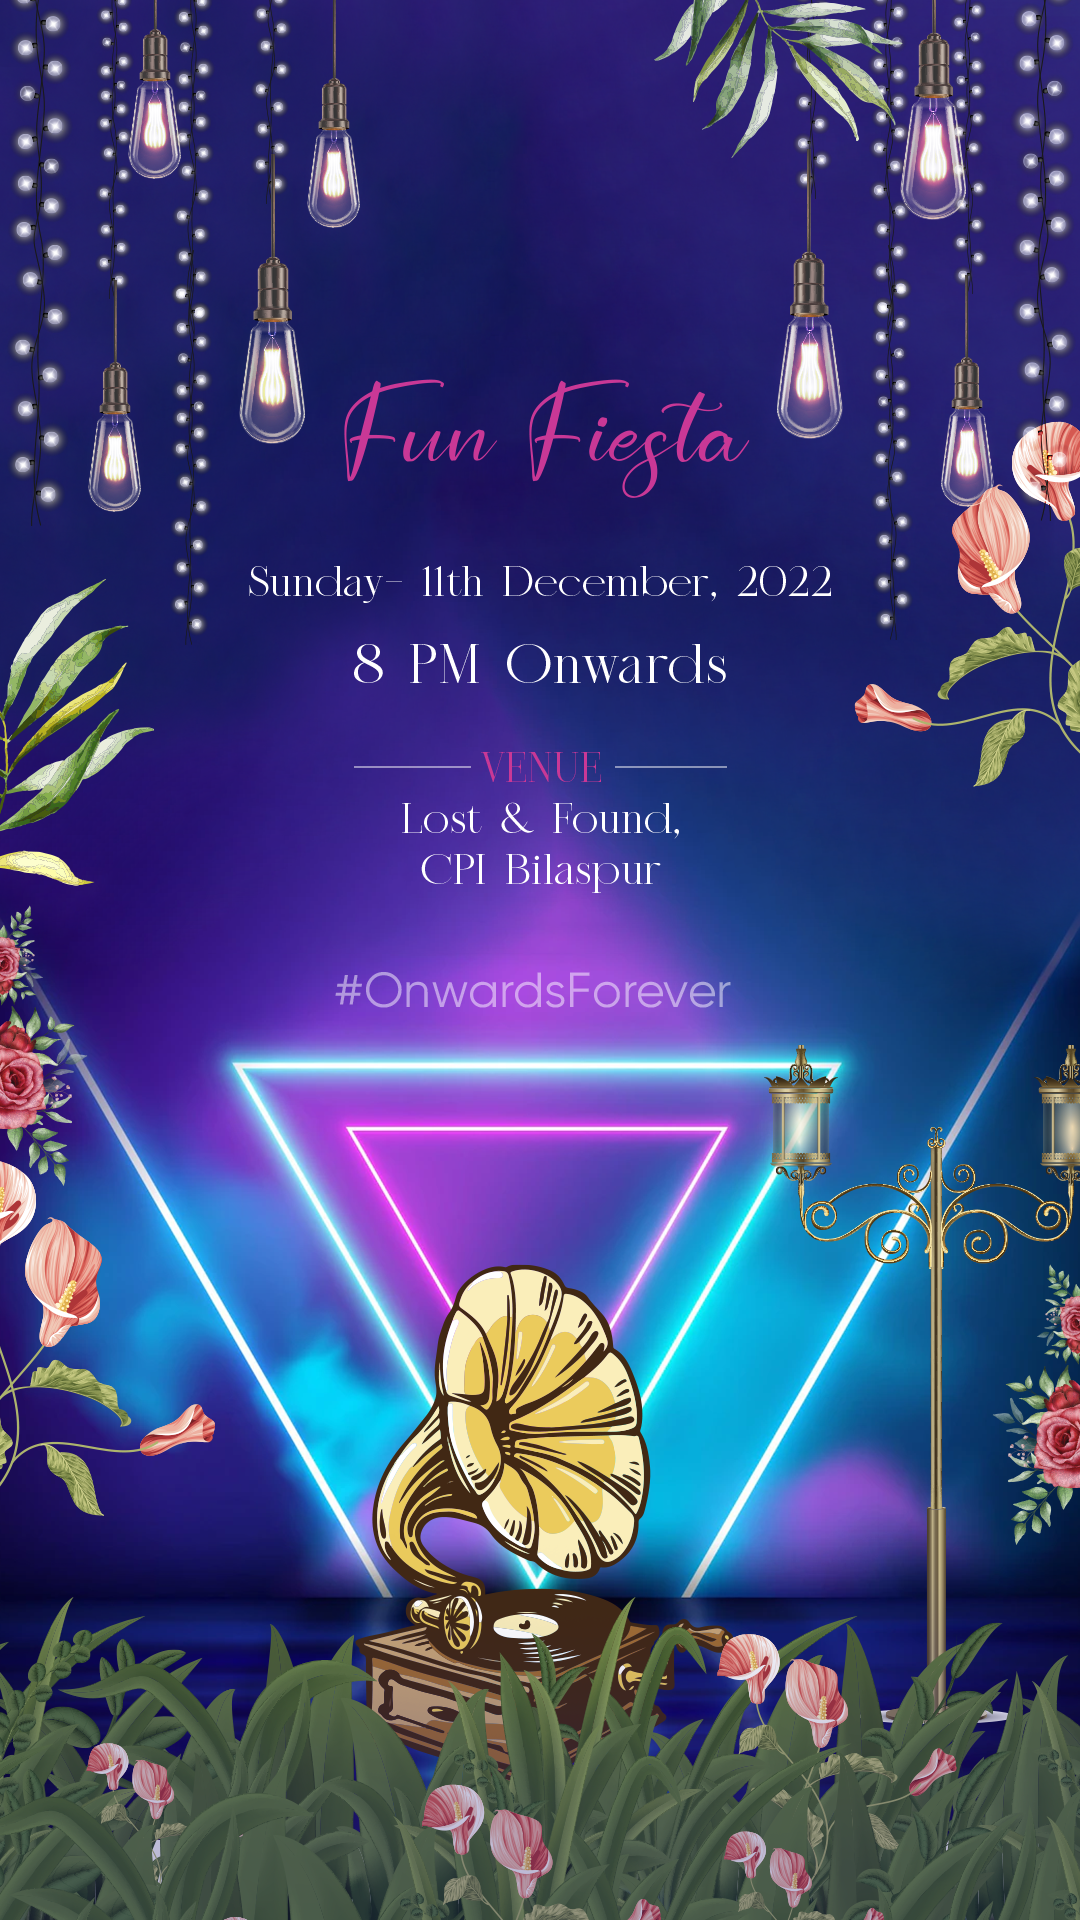 Fun Fiesta
Sunday- 11th December, 2022
8 PM Onwards
VENUE
Lost & Found,
CPI Bilaspur
#OnwardsForever